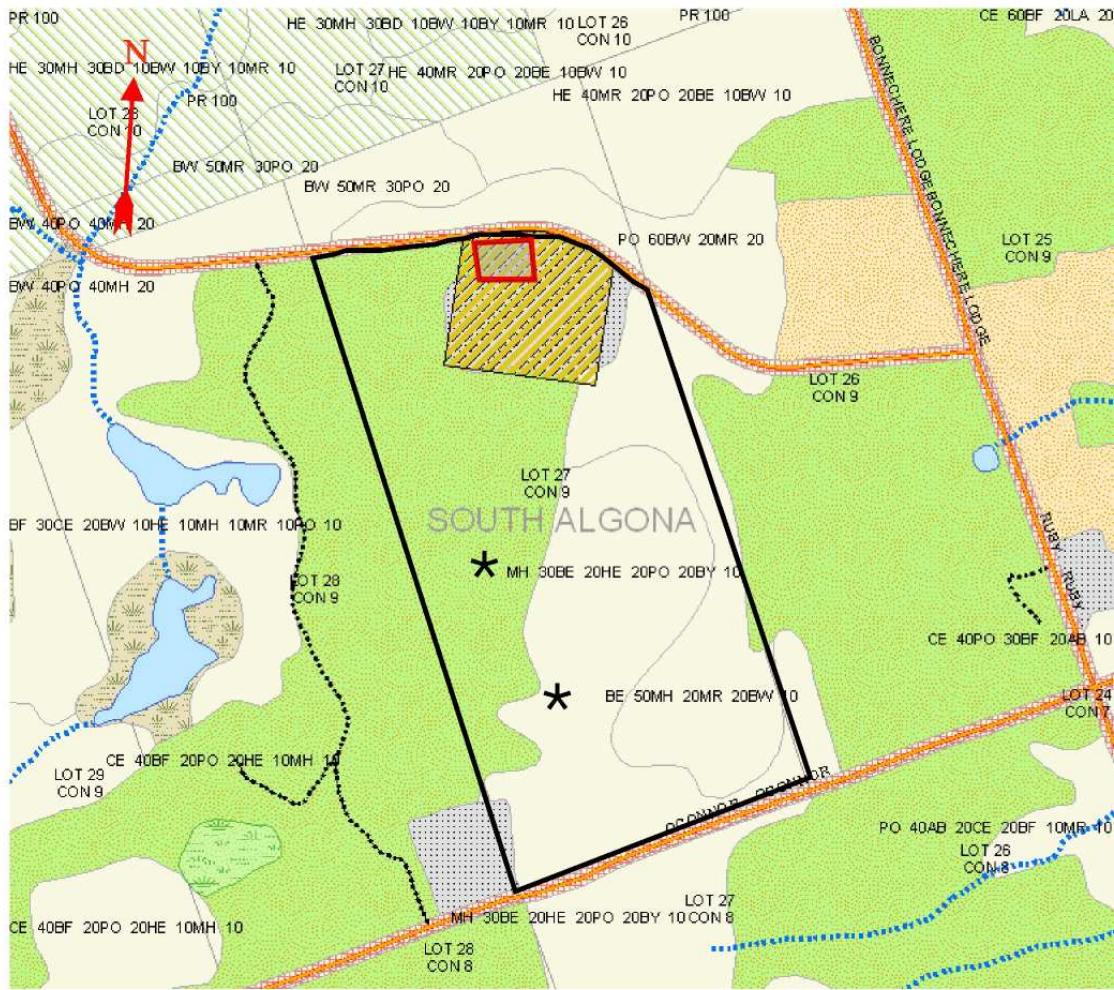 PR 100
HE 30MH 30BD 10BW 10BY 10MR 10
LOT 26
CON 10
PR 100
CE 60BF 20LA 20
N
HE 30MH 30BD 10BW 10BY 10MR 10
LOT 27
CON 10
HE 40MR 20PO 20BE 10BW 10
HE 40MR 20PO 20BE 10BW 10
PR 100
LOT 28
CON 10
BONNECHERE LODGE
BONNECHERE LODGE
BW 50MR 30PO 20
BW 50MR 30PO 20
BW 40PO 40MH 20
PO 60BW 20MR 20
LOT 25
CON 9
BW 40PO 40MH 20
LOT 26
CON 9
LOT 27
CON 9
SOUTH ALGONA
BF 30CE 20BW 10HE 10MH 10MR 10PO 10
RUBY
RUBY
*
MH 30BE 20HE 20PO 20BY 10
LOT 28
CON 9
CE 40PO 30BF 20AB 10
*
BE 50MH 20MR 20BW 10
LOT 24
CON 7
CE 40BF 20PO 20HE 10MH 10
LOT 29
CON 9
OCONNOR
OCONNOR
PO 40AB 20CE 20BF 10MR 10
LOT 26
CON 8
LOT 27
CON 8
MH 30BE 20HE 20PO 20BY 10
CE 40BF 20PO 20HE 10MH 10
LOT 28
CON 8